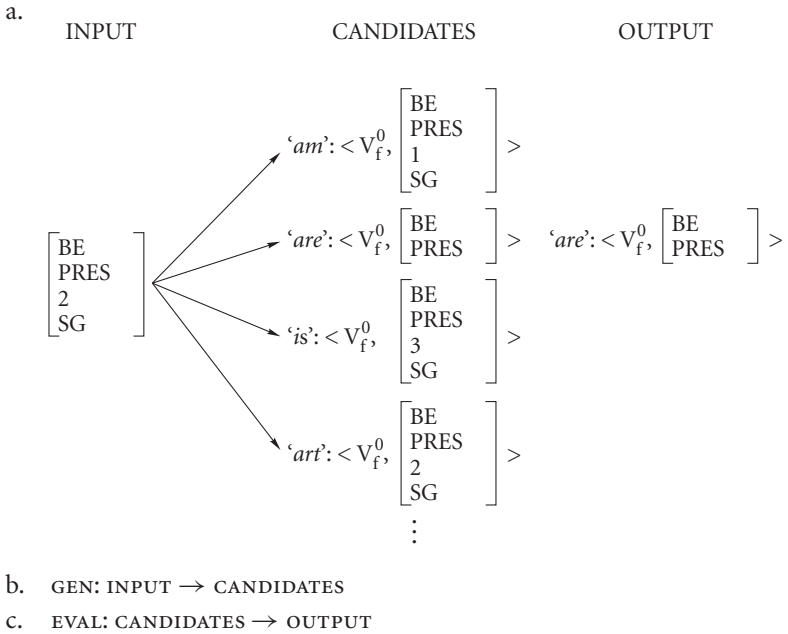 a.
INPUT CANDIDATES OUTPUT
BE
PRES
1
SG
‘am’: < V⁰f, >
BE
PRES
2
SG
‘are’: < V⁰f, BE
PRES >
‘are’: < V⁰f, BE
PRES >
‘is’: < V⁰f, >
BE
PRES
3
SG
‘art’: < V⁰f, >
BE
PRES
2
SG
⋮
b. GEN: INPUT → CANDIDATES
c. EVAL: CANDIDATES → OUTPUT